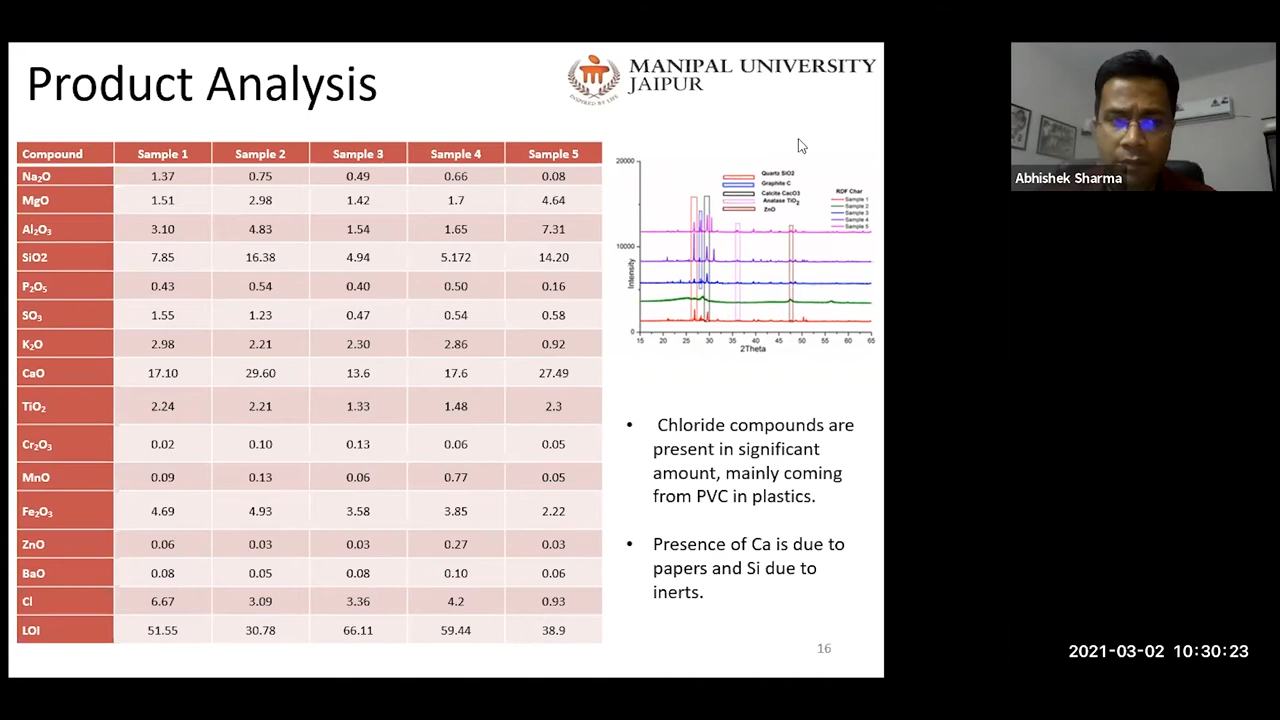 Product Analysis
MANIPAL UNIVERSITY
JAIPUR
INSPIRED BY LIFE
Compound Sample 1 Sample 2 Sample 3 Sample 4 Sample 5
Na₂O 1.37 0.75 0.49 0.66 0.08
MgO 1.51 2.98 1.42 1.7 4.64
Al₂O₃ 3.10 4.83 1.54 1.65 7.31
SiO2 7.85 16.38 4.94 5.172 14.20
P₂O₅ 0.43 0.54 0.40 0.50 0.16
SO₃ 1.55 1.23 0.47 0.54 0.58
K₂O 2.98 2.21 2.30 2.86 0.92
CaO 17.10 29.60 13.6 17.6 27.49
TiO₂ 2.24 2.21 1.33 1.48 2.3
Cr₂O₃ 0.02 0.10 0.13 0.06 0.05
MnO 0.09 0.13 0.06 0.77 0.05
Fe₂O₃ 4.69 4.93 3.58 3.85 2.22
ZnO 0.06 0.03 0.03 0.27 0.03
BaO 0.08 0.05 0.08 0.10 0.06
Cl 6.67 3.09 3.36 4.2 0.93
LOI 51.55 30.78 66.11 59.44 38.9
20000
10000
0
Intensity
Quartz SiO2
Graphite C
Calcite CacO3
Anatase TiO₂
ZnO
RDF Char
Sample 1
Sample 2
Sample 3
Sample 4
Sample 5
15 20 25 30 35 40 45 50 55 60 65
2Theta
• Chloride compounds are
present in significant
amount, mainly coming
from PVC in plastics.
• Presence of Ca is due to
papers and Si due to
inerts.
16
Abhishek Sharma
2021-03-02 10:30:23